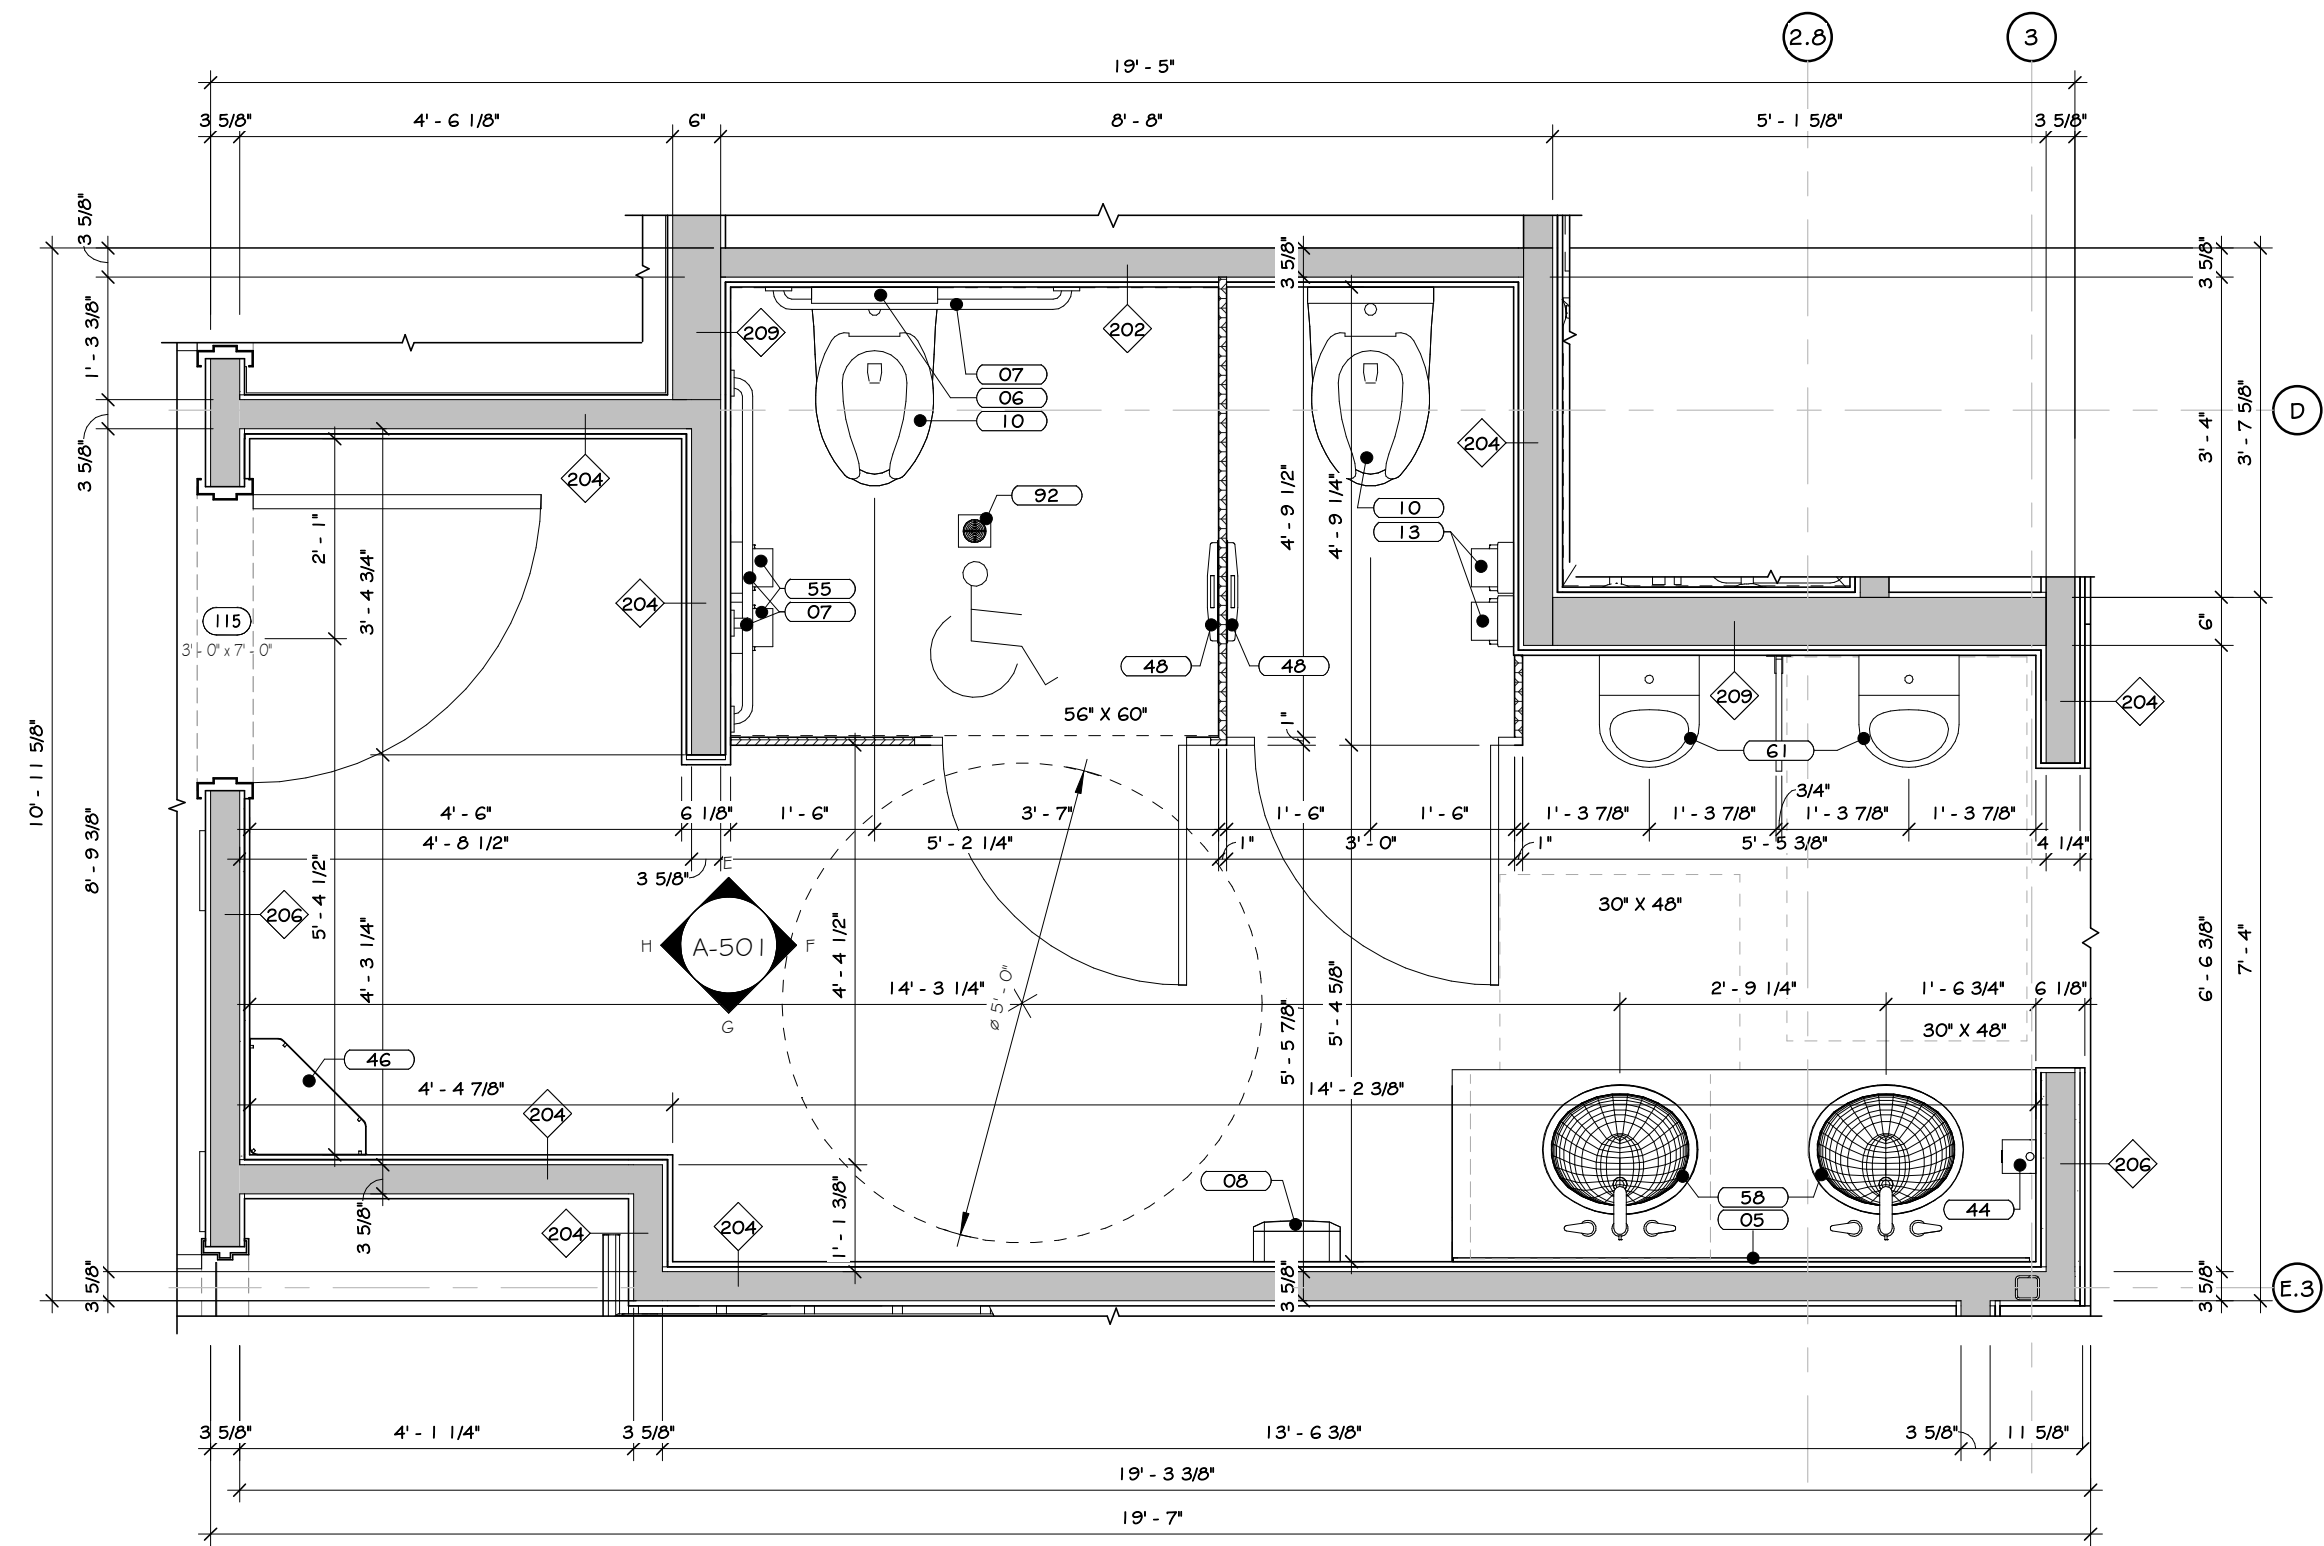 2.8
3
19' - 5"
3 5/8"
4' - 6 1/8"
6"
8' - 8"
5' - 1 5/8"
3 5/8"
3 5/8"
3 5/8"
3 5/8"
209
202
1' - 3 3/8"
07
06
10
D
3' - 4"
3' - 7 5/8"
204
3 5/8"
204
92
4' - 9 1/2"
4' - 9 1/4"
10
13
2' - 1"
3' - 4 3/4"
204
55
07
115
3' - 0" x 7' - 0"
6"
48
48
209
204
56" X 60"
1"
61
10' - 11 5/8"
3/4"
4' - 6"
6 1/8"
1' - 6"
3' - 7"
1' - 6"
1' - 6"
1' - 3 7/8"
1' - 3 7/8"
1' - 3 7/8"
1' - 3 7/8"
8' - 9 3/8"
4' - 8 1/2"
5' - 2 1/4"
1"
3' - 0"
1"
5' - 5 3/8"
4 1/4"
3 5/8"
E
206
5' - 4 1/2"
30" X 48"
H
A-501
F
G
4' - 3 1/4"
4' - 4 1/2"
14' - 3 1/4"
ø 5' - 0"
2' - 9 1/4"
1' - 6 3/4"
6 1/8"
6' - 6 3/8"
7' - 4"
5' - 5 7/8"
5' - 4 5/8"
30" X 48"
46
4' - 4 7/8"
14' - 2 3/8"
204
206
08
58
05
44
3 5/8"
204
204
1' - 1 3/8"
3 5/8"
3 5/8"
3 5/8"
E.3
3 5/8"
4' - 1 1/4"
3 5/8"
13' - 6 3/8"
3 5/8"
11 5/8"
19' - 3 3/8"
19' - 7"